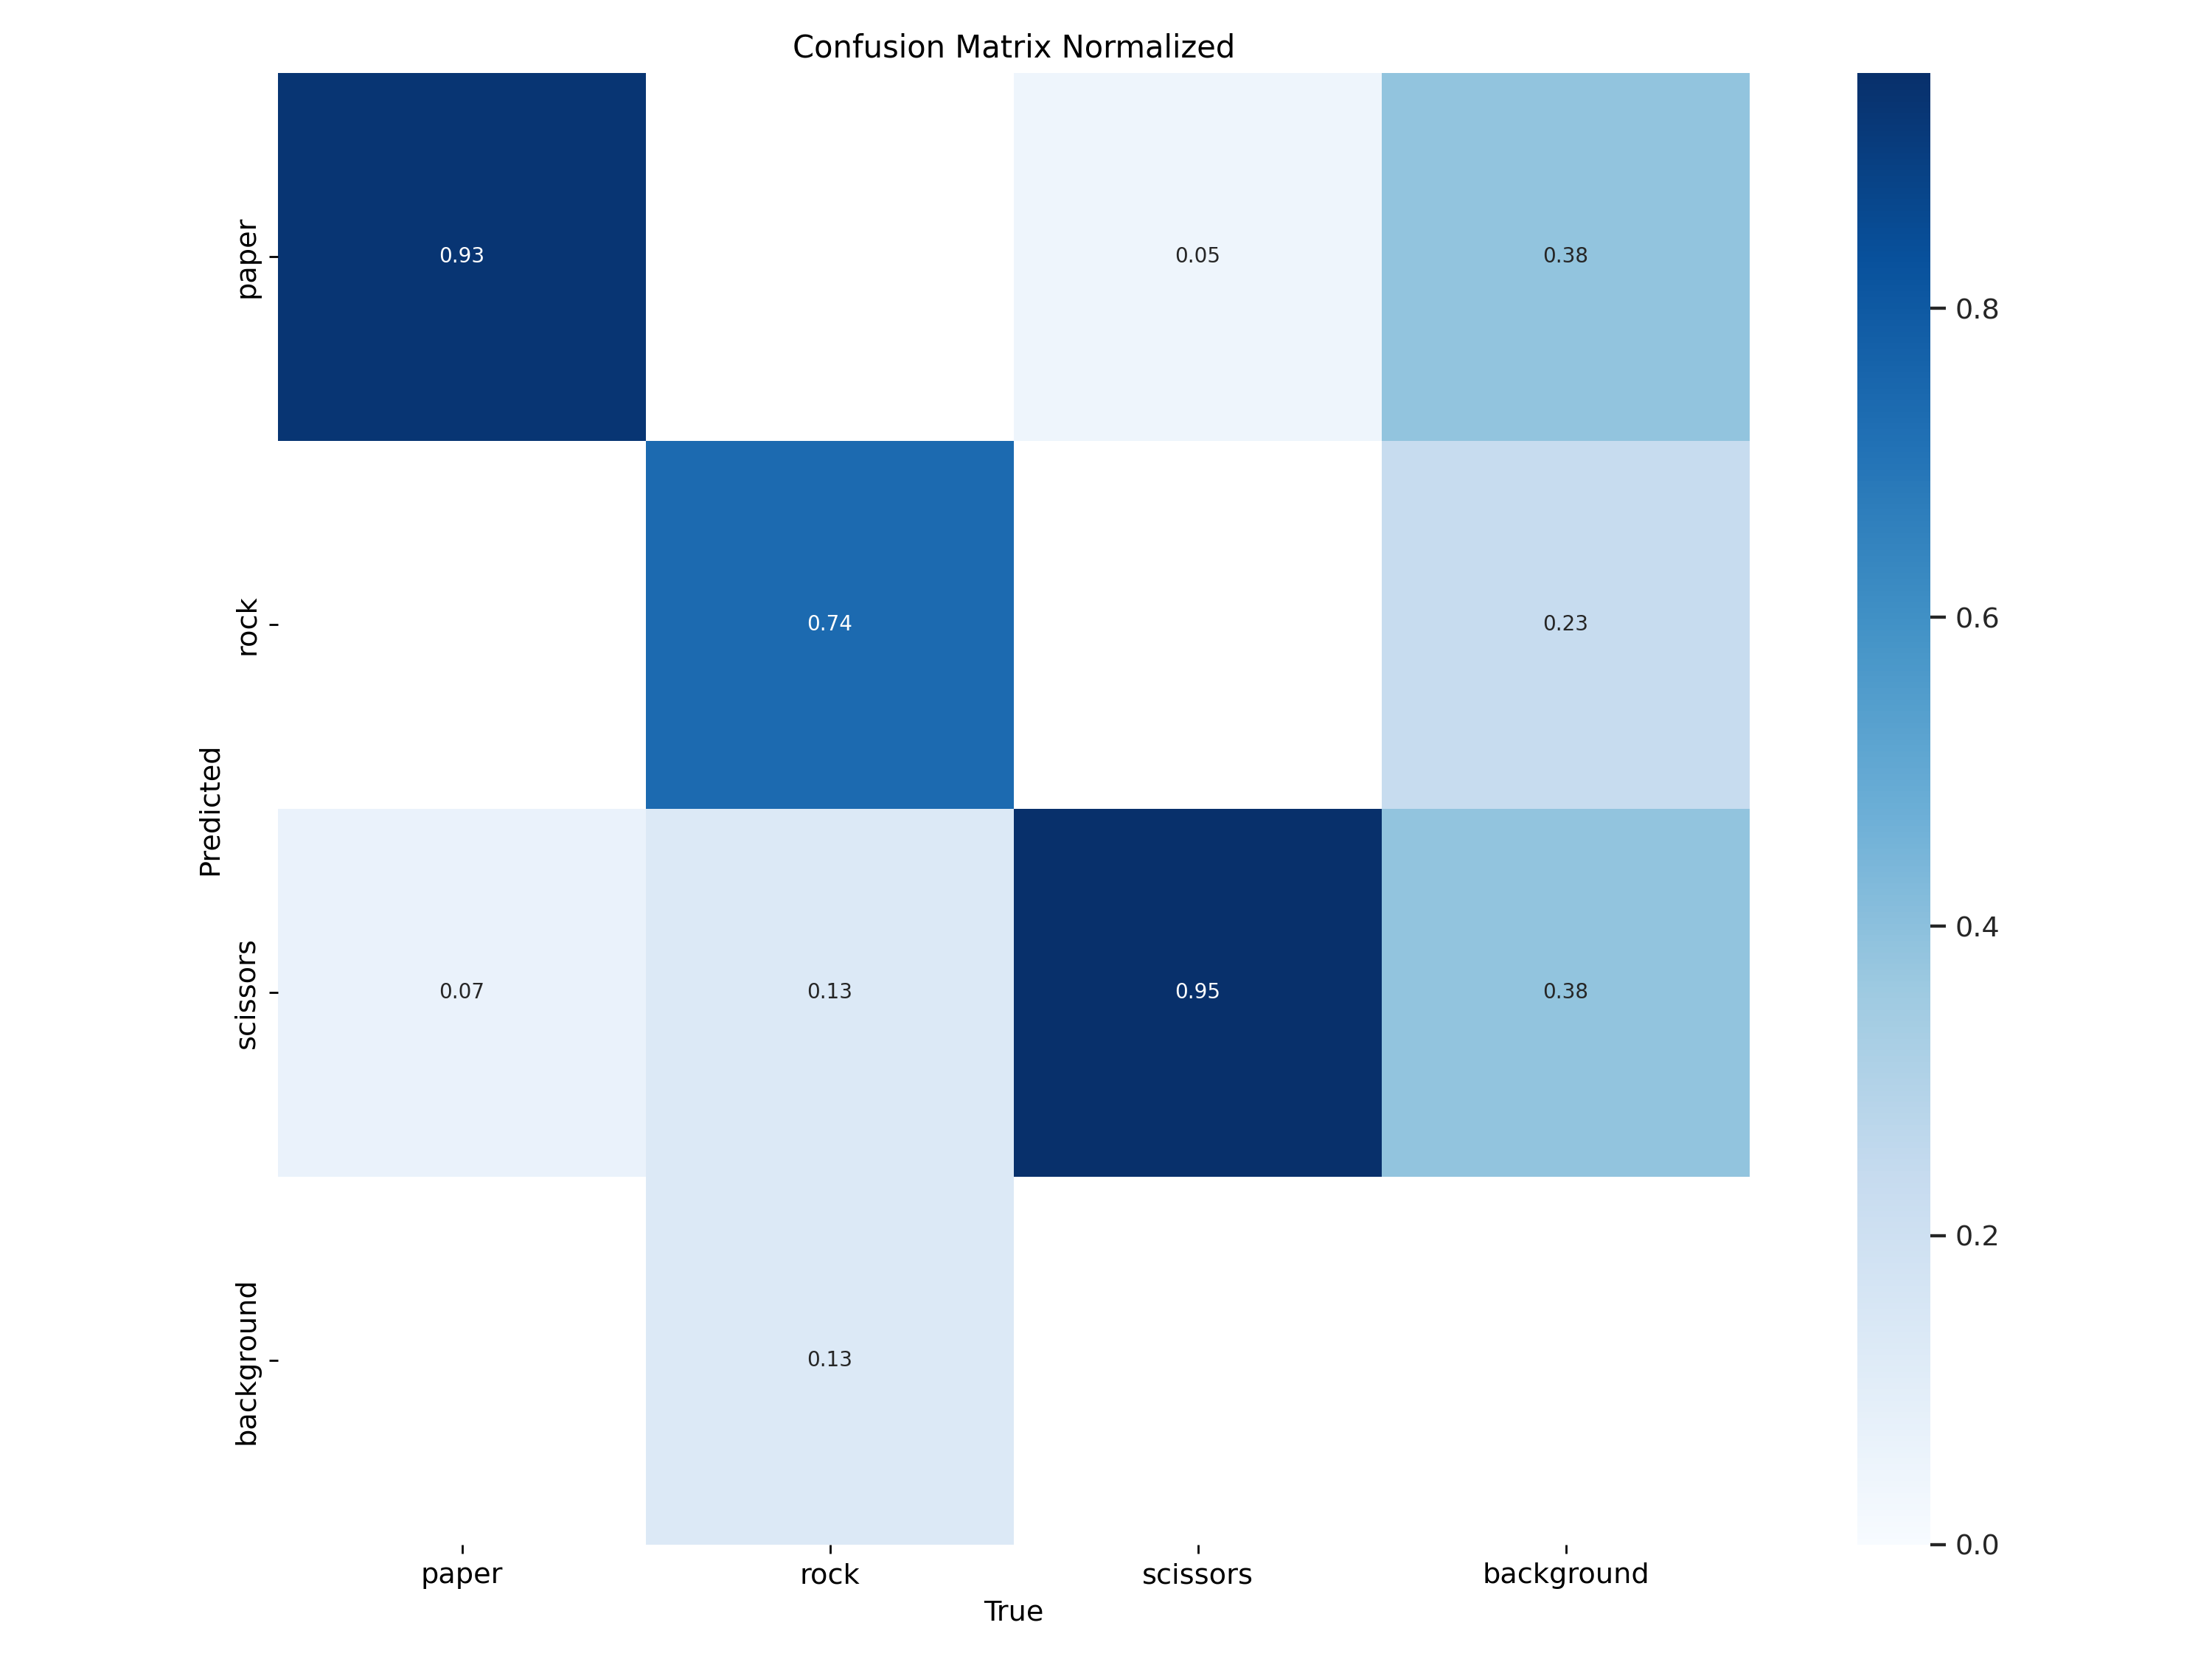 Confusion Matrix Normalized
paper
0.93
0.05
0.38
0.8
rock
0.74
0.23
0.6
Predicted
0.4
scissors
0.07
0.13
0.95
0.38
0.2
background
0.13
0.0
paper
rock
scissors
background
True